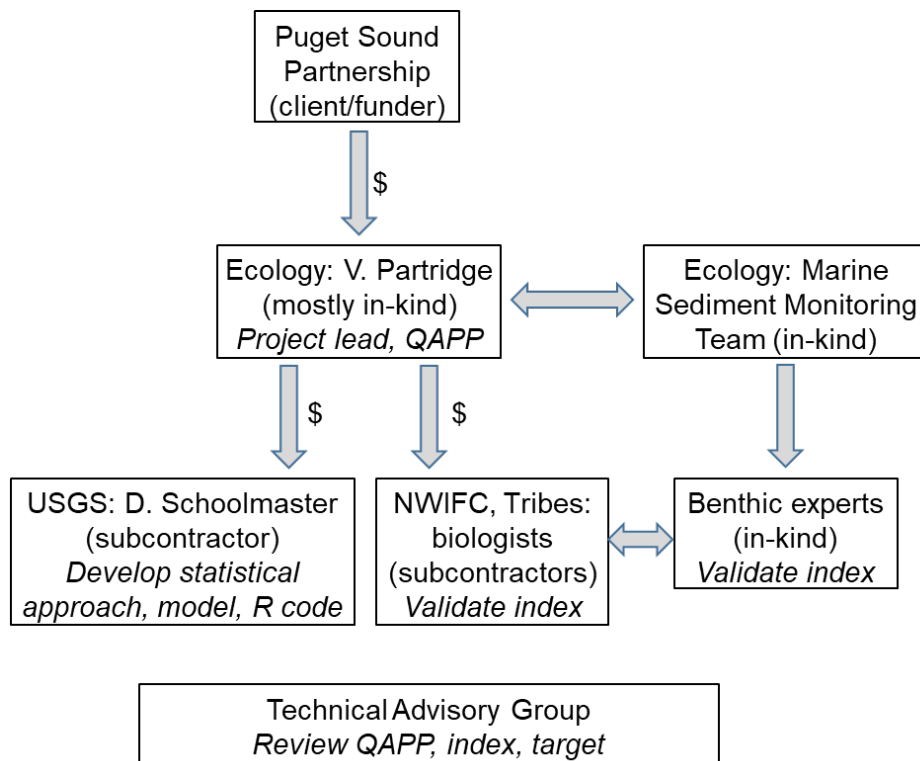 Puget Sound
Partnership
(client/funder)
$
Ecology: V. Partridge
(mostly in-kind)
Project lead, QAPP
Ecology: Marine
Sediment Monitoring
Team (in-kind)
$
$
USGS: D. Schoolmaster
(subcontractor)
Develop statistical
approach, model, R code
NWIFC, Tribes:
biologists
(subcontractors)
Validate index
Benthic experts
(in-kind)
Validate index
Technical Advisory Group
Review QAPP, index, target